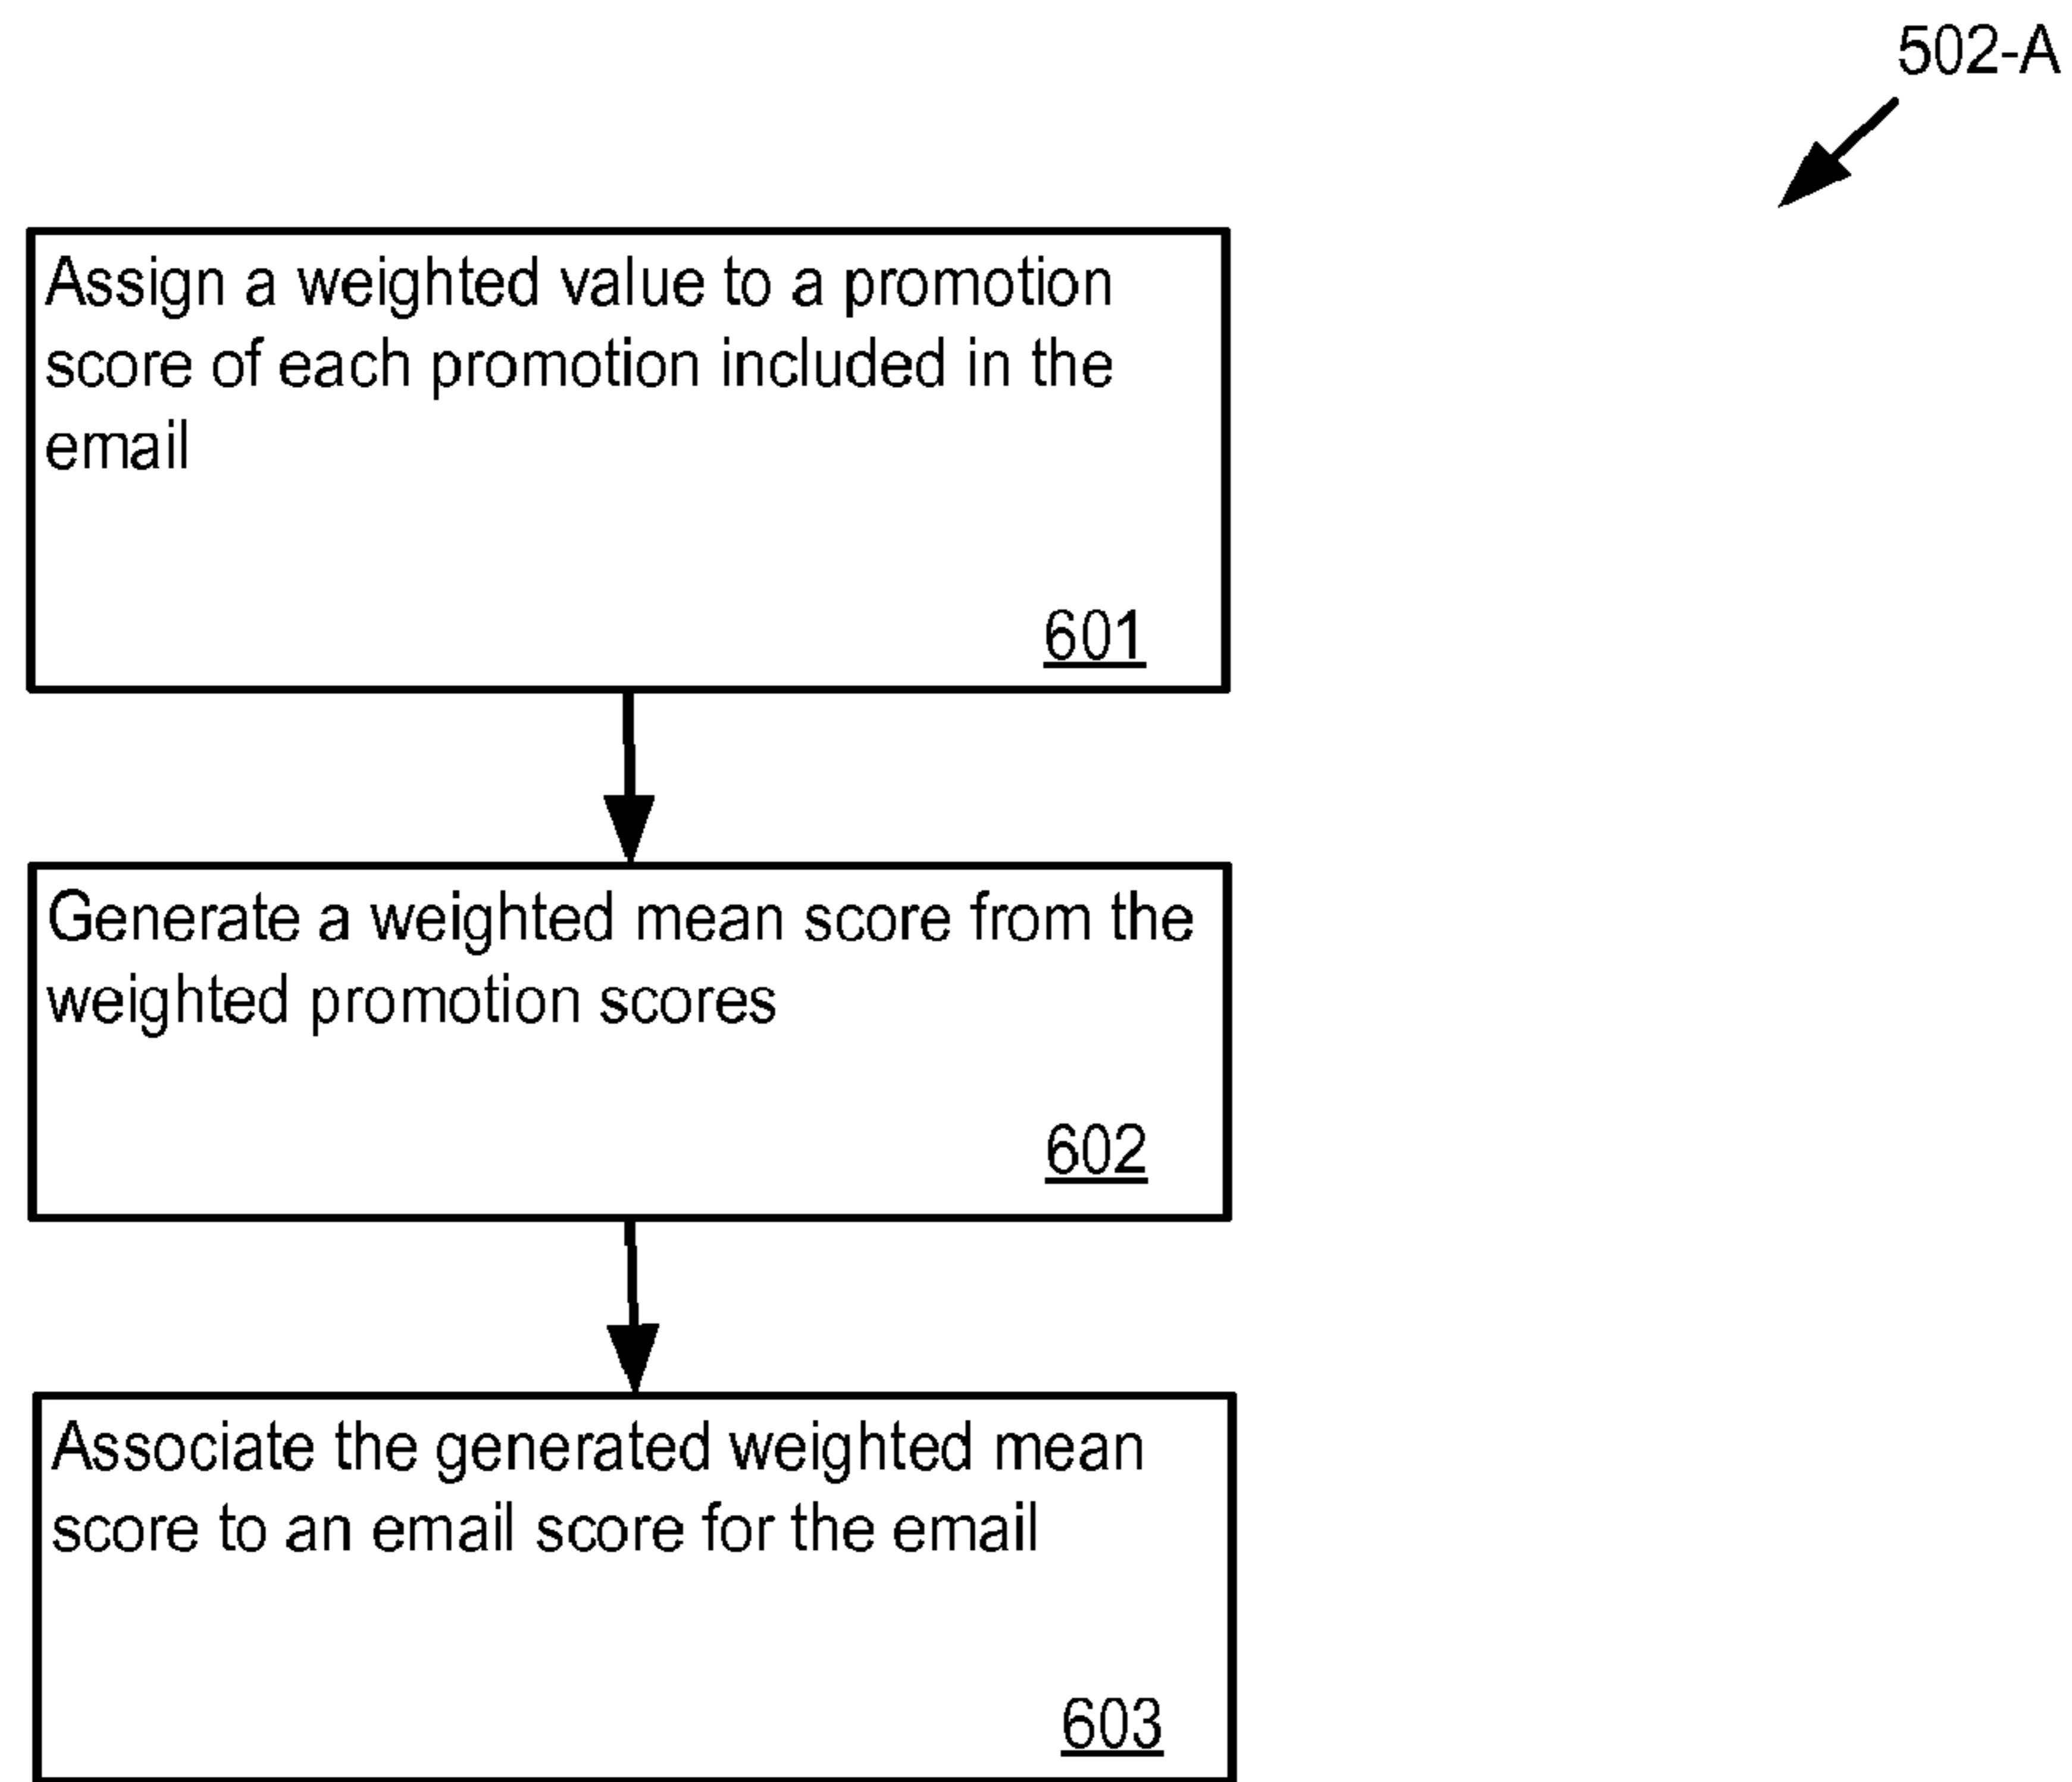 502-A
Assign a weighted value to a promotion
score of each promotion included in the
email
601
Generate a weighted mean score from the
weighted promotion scores
602
Associate the generated weighted mean
score to an email score for the email
603